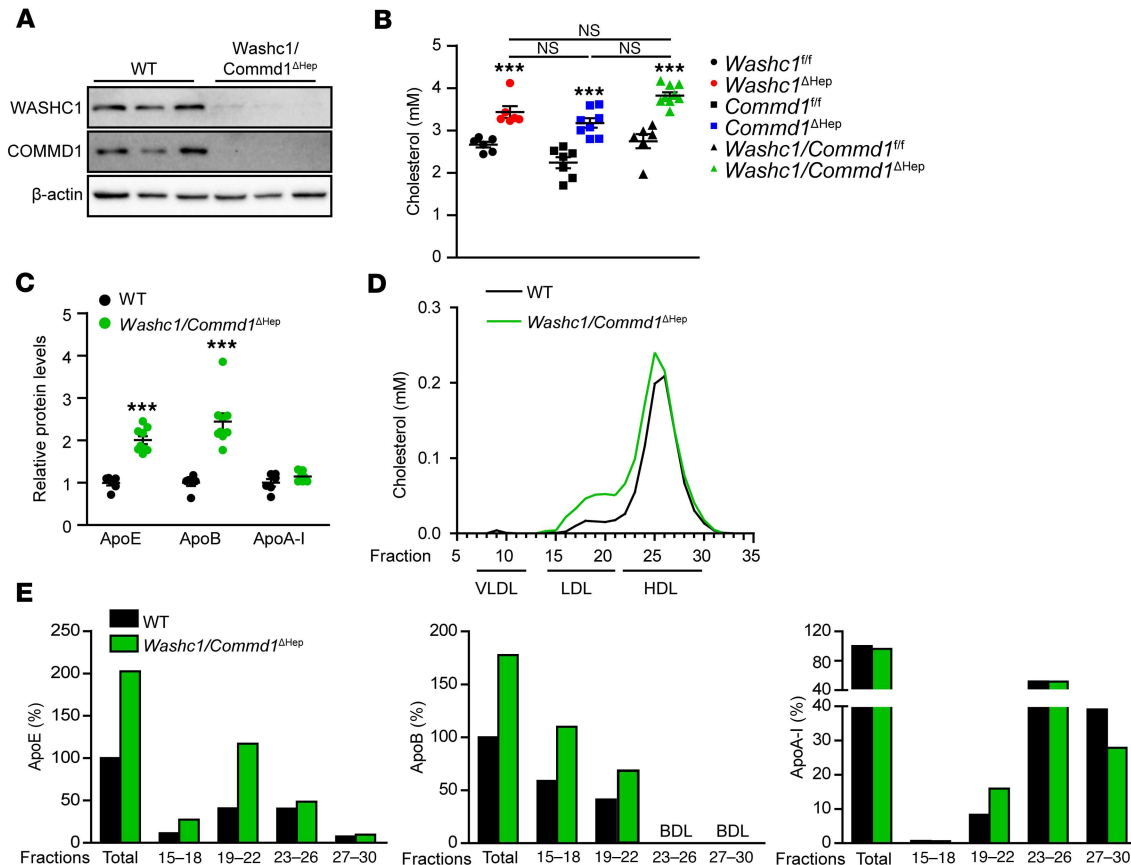 A
WT
Washc1/
Commd1ΔHep
WASHC1
COMMD1
β-actin
B
NS
NS NS
*** *** ***
Cholesterol (mM)
5
4
3
2
1
0
Washc1f/f
Washc1ΔHep
Commd1f/f
Commd1ΔHep
Washc1/Commd1f/f
Washc1/Commd1ΔHep
C
WT
Washc1/Commd1ΔHep
Relative protein levels
5
4
3
2
1
0
*** ***
ApoE ApoB ApoA-I
D
WT
Washc1/Commd1ΔHep
Cholesterol (mM)
0.3
0.2
0.1
0.0
Fraction 5 10 15 20 25 30 35
VLDL LDL HDL
E
WT
Washc1/Commd1ΔHep
ApoE (%)
250
200
150
100
50
0
Fractions Total 15–18 19–22 23–26 27–30
ApoB (%)
200
150
100
50
0
BDL BDL
Fractions Total 15–18 19–22 23–26 27–30
ApoA-I (%)
120
80
40
40
30
20
10
0
Fractions Total 15–18 19–22 23–26 27–30